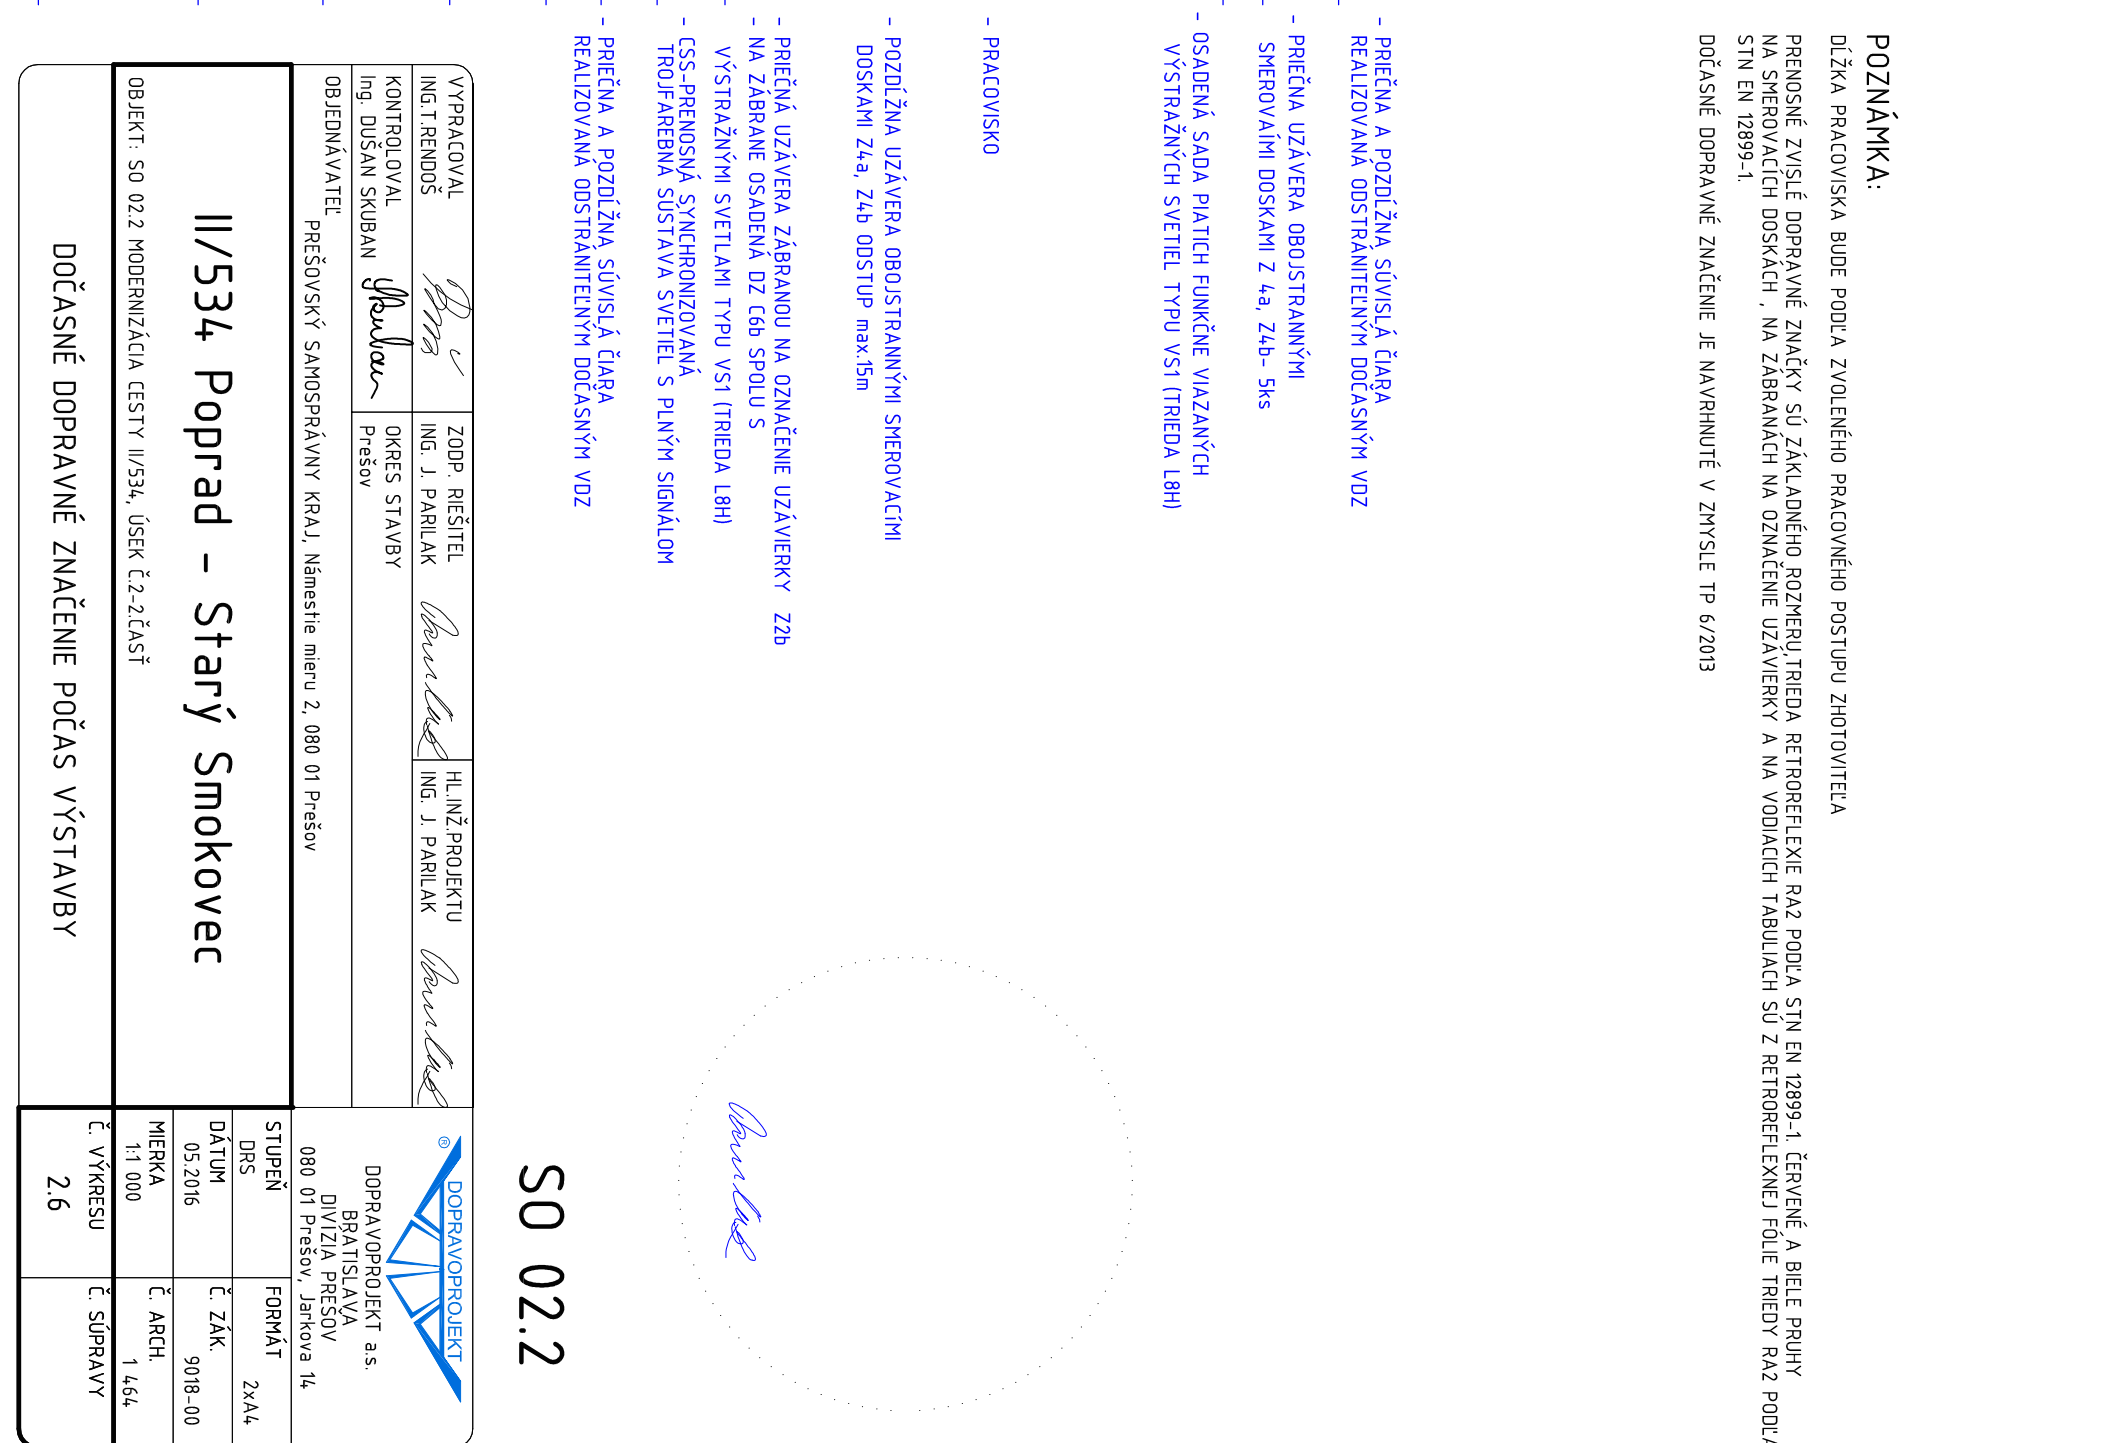 POZNÁMKA:
DĹŽKA PRACOVISKA BUDE PODĽA ZVOLENÉHO PRACOVNÉHO POSTUPU ZHOTOVITEĽA
PRENOSNÉ ZVISLÉ DOPRAVNÉ ZNAČKY SÚ ZÁKLADNÉHO ROZMERU,TRIEDA RETROREFLEXIE RA2 PODĽA STN EN 12899-1. ČERVENÉ A BIELE PRUHY
NA SMEROVACÍCH DOSKÁCH , NA ZÁBRANÁCH NA OZNAČENIE UZÁVIERKY A NA VODIACICH TABULIACH SÚ Z RETROREFLEXNEJ FÓLIE TRIEDY RA2 PODĽA
STN EN 12899-1.
DOČASNÉ DOPRAVNÉ ZNAČENIE JE NAVRHNUTÉ V ZMYSLE TP 6/2013
- PRIEČNA A POZDĹŽNA SÚVISLÁ ČIARA
REALIZOVANÁ ODSTRÁNITEĽNÝM DOČASNÝM VDZ
- PRIEČNA UZÁVERA OBOJSTRANNÝMI
SMEROVAÍMI DOSKAMI Z 4a, Z4b- 5ks
- OSADENÁ SADA PIATICH FUNKČNE VIAZANÝCH
VÝSTRAŽNÝCH SVETIEL TYPU VS1 (TRIEDA L8H)
- PRACOVISKO
- POZDĹŽNA UZÁVERA OBOJSTRANNÝMI SMEROVACÍMI
DOSKAMI Z4a, Z4b ODSTUP max.15m
- PRIEČNÁ UZÁVERA ZÁBRANOU NA OZNAČENIE UZÁVIERKY Z2b
- NA ZÁBRANE OSADENÁ DZ C6b SPOLU S
VÝSTRAŽNÝMI SVETLAMI TYPU VS1 (TRIEDA L8H)
- CSS-PRENOSNÁ SYNCHRONIZOVANÁ
TROJFAREBNÁ SÚSTAVA SVETIEL S PLNÝM SIGNÁLOM
- PRIEČNA A POZDĹŽNA SÚVISLÁ ČIARA
REALIZOVANÁ ODSTRÁNITEĽNÝM DOČASNÝM VDZ
SO 02.2
VYPRACOVAL
ING.T.RENDOŠ
ZODP. RIEŠITEL
ING. J. PARILAK
HL.INŽ.PROJEKTU
ING. J. PARILAK
KONTROLOVAL
Ing. DUŠAN SKUBAN
OKRES STAVBY
Prešov
OBJEDNÁVATEĽ
PREŠOVSKÝ SAMOSPRÁVNY KRAJ, Námestie mieru 2, 080 01 Prešov
DOPRAVOPROJEKT
®
DOPRAVOPROJEKT a.s.
BRATISLAVA
DIVÍZIA PREŠOV
080 01 Prešov, Jarkova 14
II/534 Poprad - Starý Smokovec
OBJEKT: SO 02.2 MODERNIZÁCIA CESTY II/534, ÚSEK Č.2-2.ČASŤ
DOČASNÉ DOPRAVNÉ ZNAČENIE POČAS VÝSTAVBY
STUPEŇ
DRS
FORMÁT
2xA4
DÁTUM
05.2016
Č. ZÁK.
9018-00
MIERKA
1:1 000
Č. ARCH.
1 464
Č. VÝKRESU
2.6
Č. SÚPRAVY